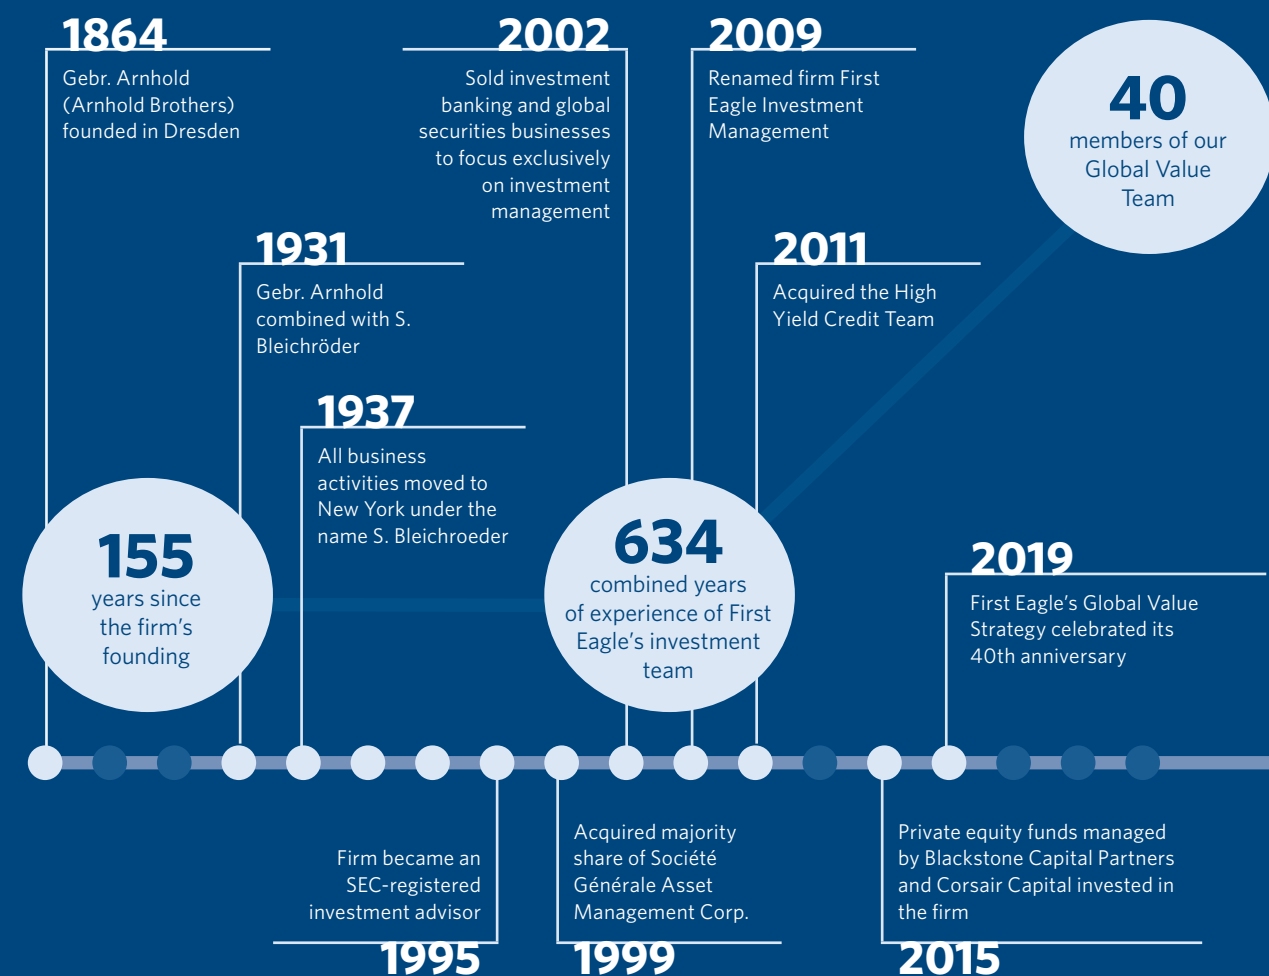 1864
Gebr. Arnhold
(Arnhold Brothers)
founded in Dresden
2002
Sold investment
banking and global
securities businesses
to focus exclusively
on investment
management
2009
Renamed firm First
Eagle Investment
Management
40
members of our
Global Value
Team
1931
Gebr. Arnhold
combined with S.
Bleichröder
2011
Acquired the High
Yield Credit Team
1937
All business
activities moved to
New York under the
name S. Bleichroeder
155
years since
the firm's
founding
634
combined years
of experience of First
Eagle's investment
team
2019
First Eagle's Global Value
Strategy celebrated its
40th anniversary
Firm became an
SEC-registered
investment advisor
1995
Acquired majority
share of Société
Générale Asset
Management Corp.
1999
Private equity funds managed
by Blackstone Capital Partners
and Corsair Capital invested in
the firm
2015